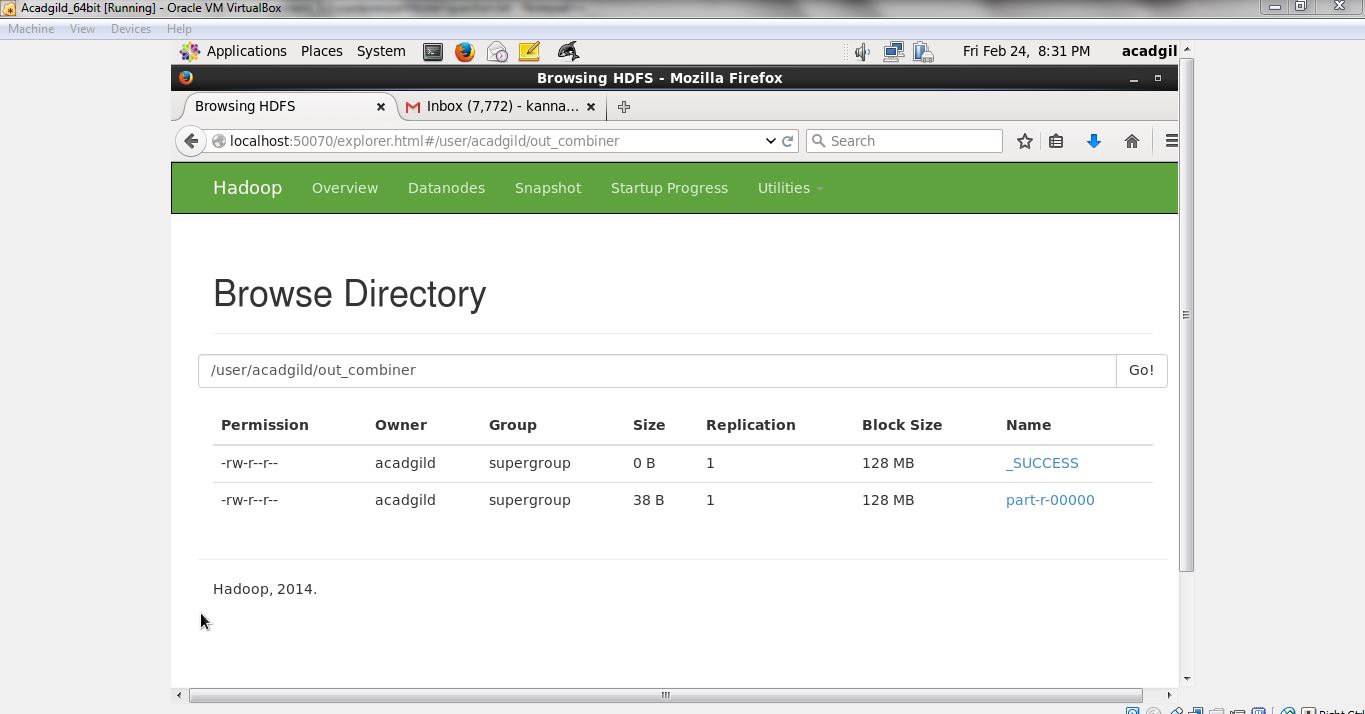 Acadgild_64bit [Running] - Oracle VM VirtualBox
Machine View Devices Help
Applications Places System Fri Feb 24, 8:31 PM acadgil
Browsing HDFS - Mozilla Firefox
Browsing HDFS Inbox (7,772) - kanna...
localhost:50070/explorer.html#/user/acadgild/out_combiner Search
Hadoop Overview Datanodes Snapshot Startup Progress Utilities
Browse Directory
/user/acadgild/out_combiner Go!
Permission Owner Group Size Replication Block Size Name
-rw-r--r-- acadgild supergroup 0 B 1 128 MB _SUCCESS
-rw-r--r-- acadgild supergroup 38 B 1 128 MB part-r-00000
Hadoop, 2014.